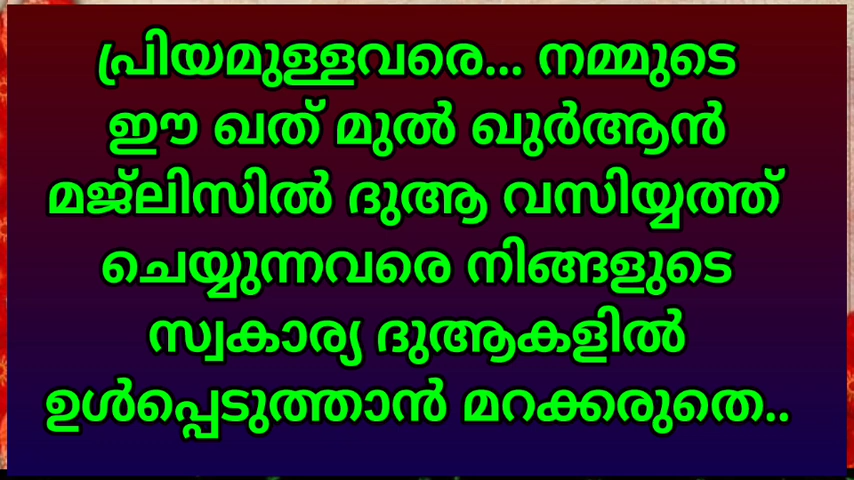 പ്രിയമുള്ളവരെ... നമ്മുടെ
ഈ ഖത് മുൽ ഖുർആൻ
മജ്ലിസിൽ ദുആ വസിയ്യത്ത്
ചെയ്യുന്നവരെ നിങ്ങളുടെ
സ്വകാര്യ ദുആകളിൽ
ഉൾപ്പെടുത്താൻ മറക്കരുതെ..